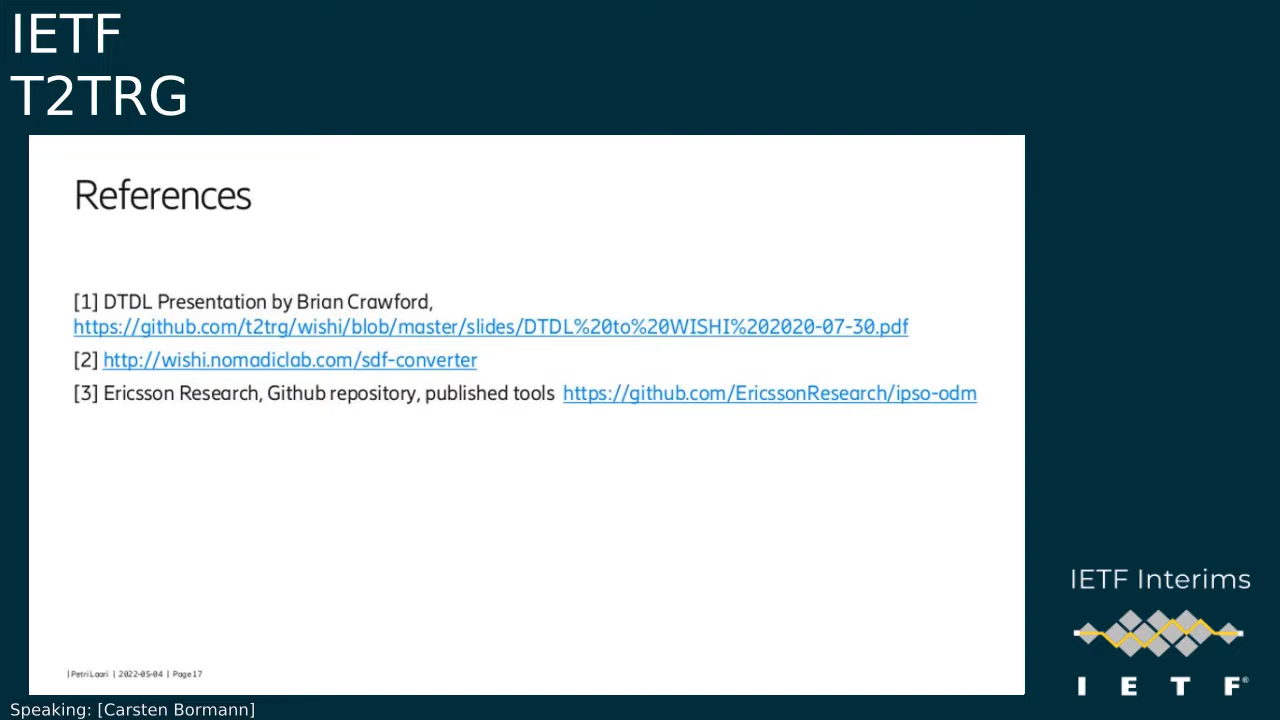 IETF
T2TRG
References
[1] DTDL Presentation by Brian Crawford,
https://github.com/t2trg/wishi/blob/master/slides/DTDL%20to%20WISHI%202020-07-30.pdf
[2] http://wishi.nomadiclab.com/sdf-converter
[3] Ericsson Research, Github repository, published tools https://github.com/EricssonResearch/ipso-odm
IETF Interims
I E T F®
| Petri Laari | 2022-05-04 | Page 17
Speaking: [Carsten Bormann]